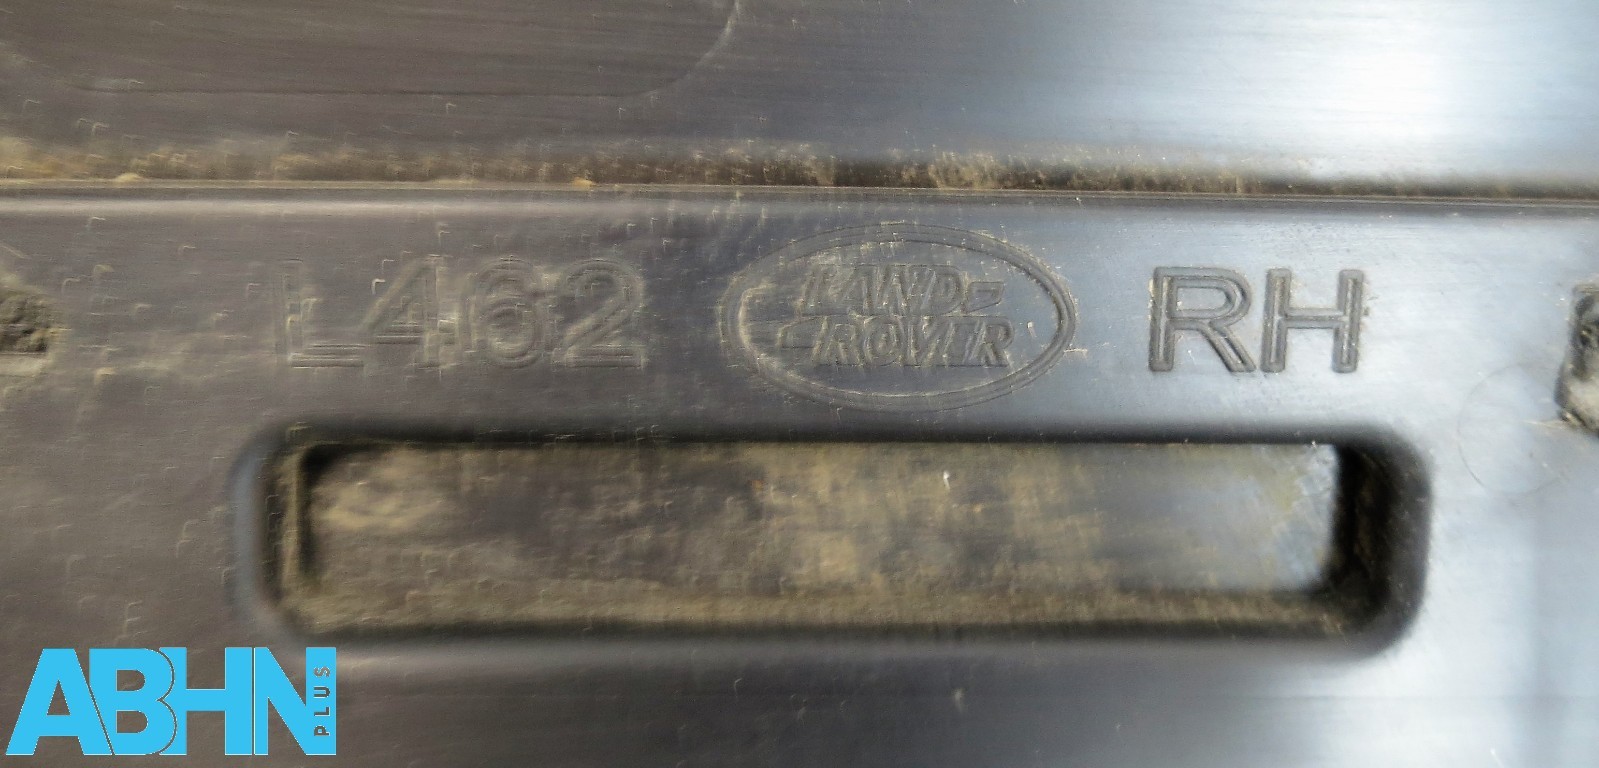 L462 LAND ROVER RH
ABHN PLUS